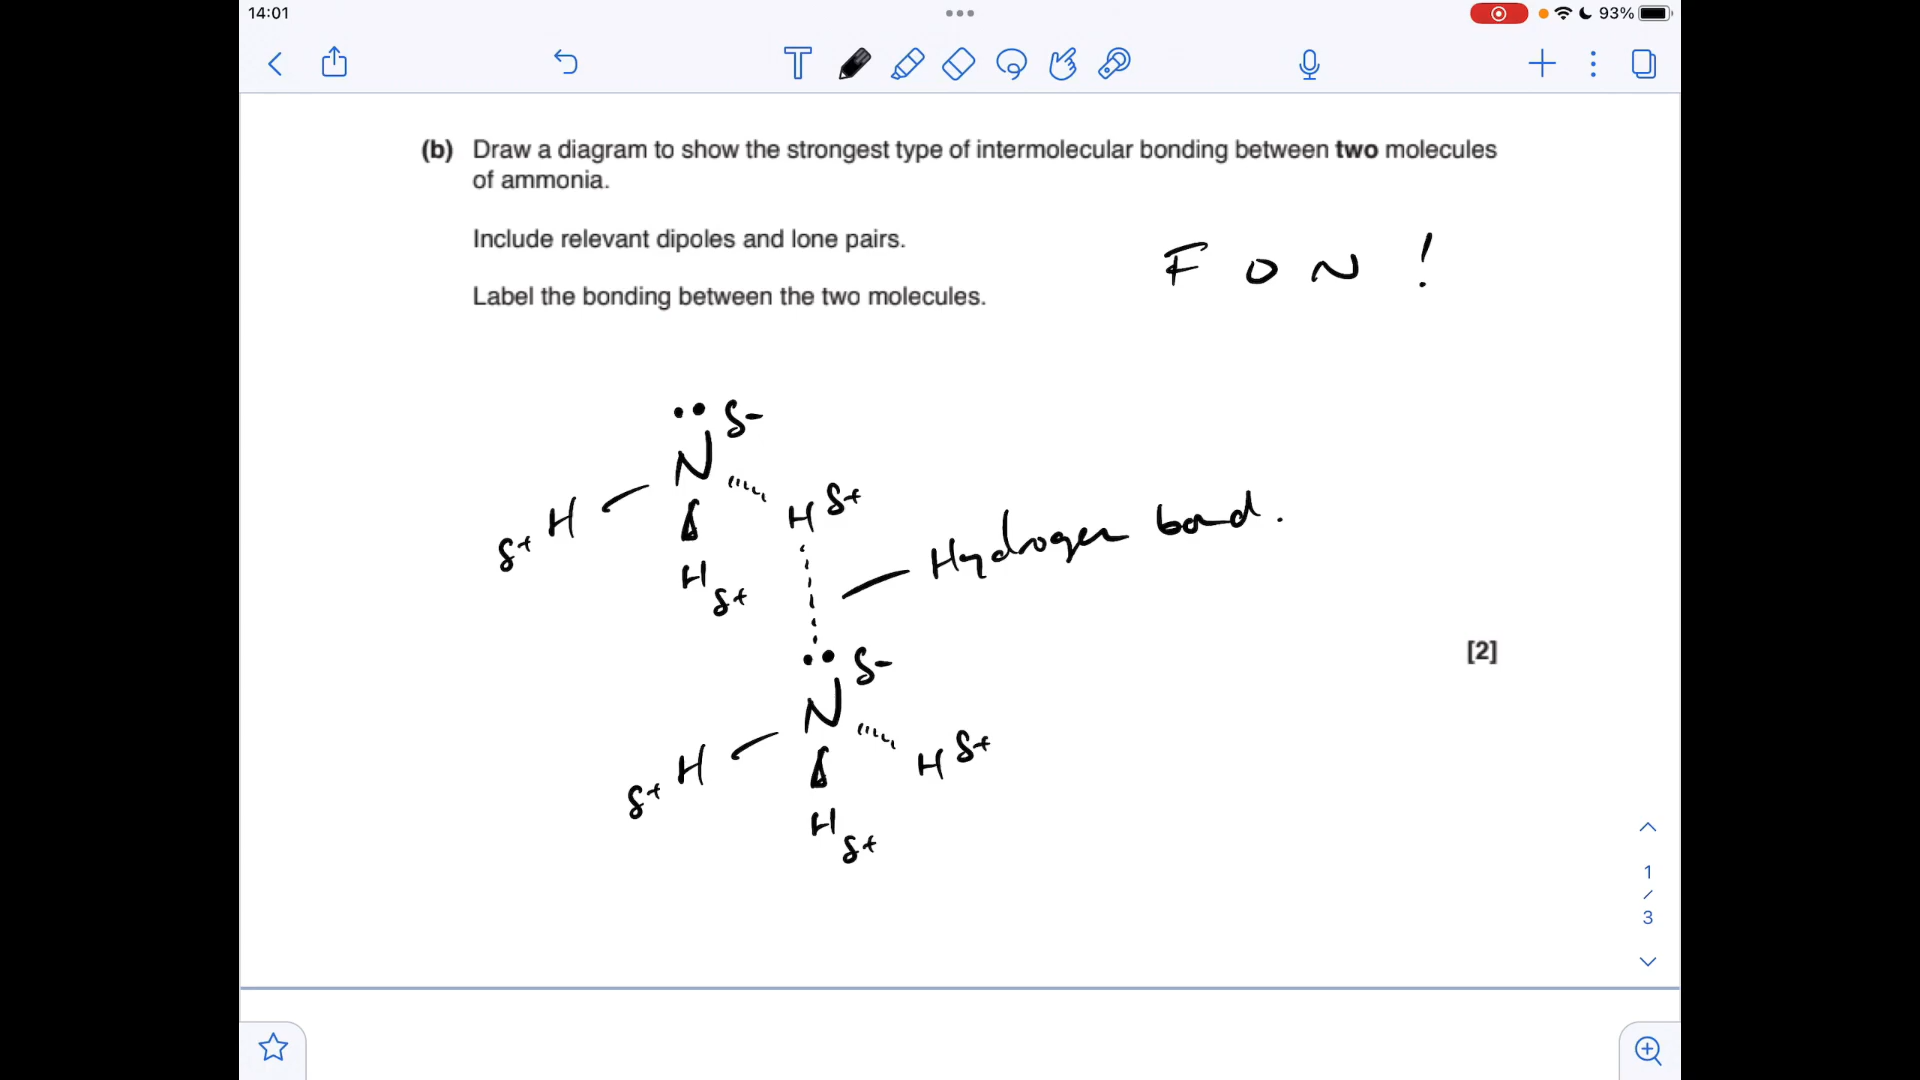 14:01
93%
T
(b) Draw a diagram to show the strongest type of intermolecular bonding between two molecules
of ammonia.
Include relevant dipoles and lone pairs.
F O N !
Label the bonding between the two molecules.
δ-
N
δ+ H
H δ+
H δ+
Hydrogen bond.
[2]
δ-
N
δ+ H
H δ+
H δ+
1
/
3